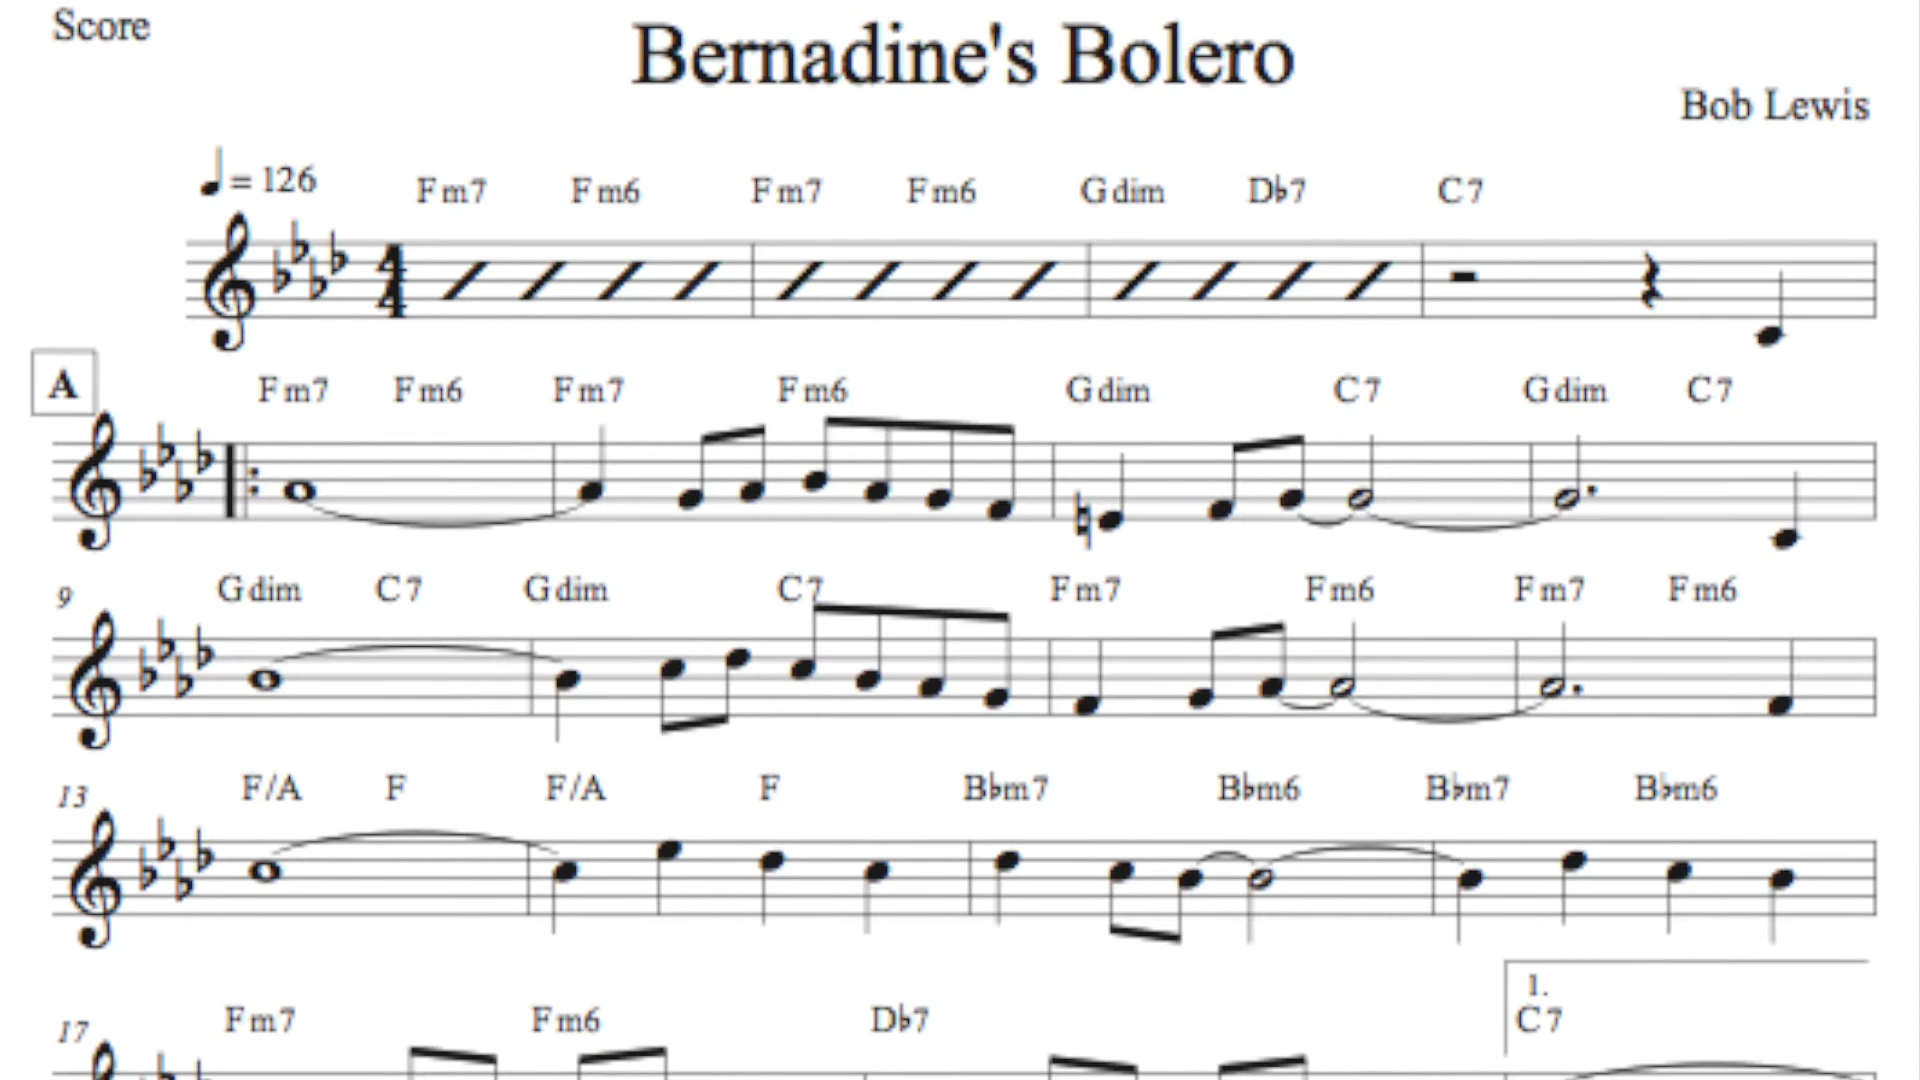 Score
Bernadine's Bolero
Bob Lewis
= 126
Fm7 Fm6 Fm7 Fm6 Gdim D♭7 C7
4
4
A
Fm7 Fm6 Fm7 Fm6 Gdim C7 Gdim C7
9
Gdim C7 Gdim C7 Fm7 Fm6 Fm7 Fm6
13
F/A F F/A F B♭m7 B♭m6 B♭m7 B♭m6
1.
17
Fm7 Fm6 D♭7 C7